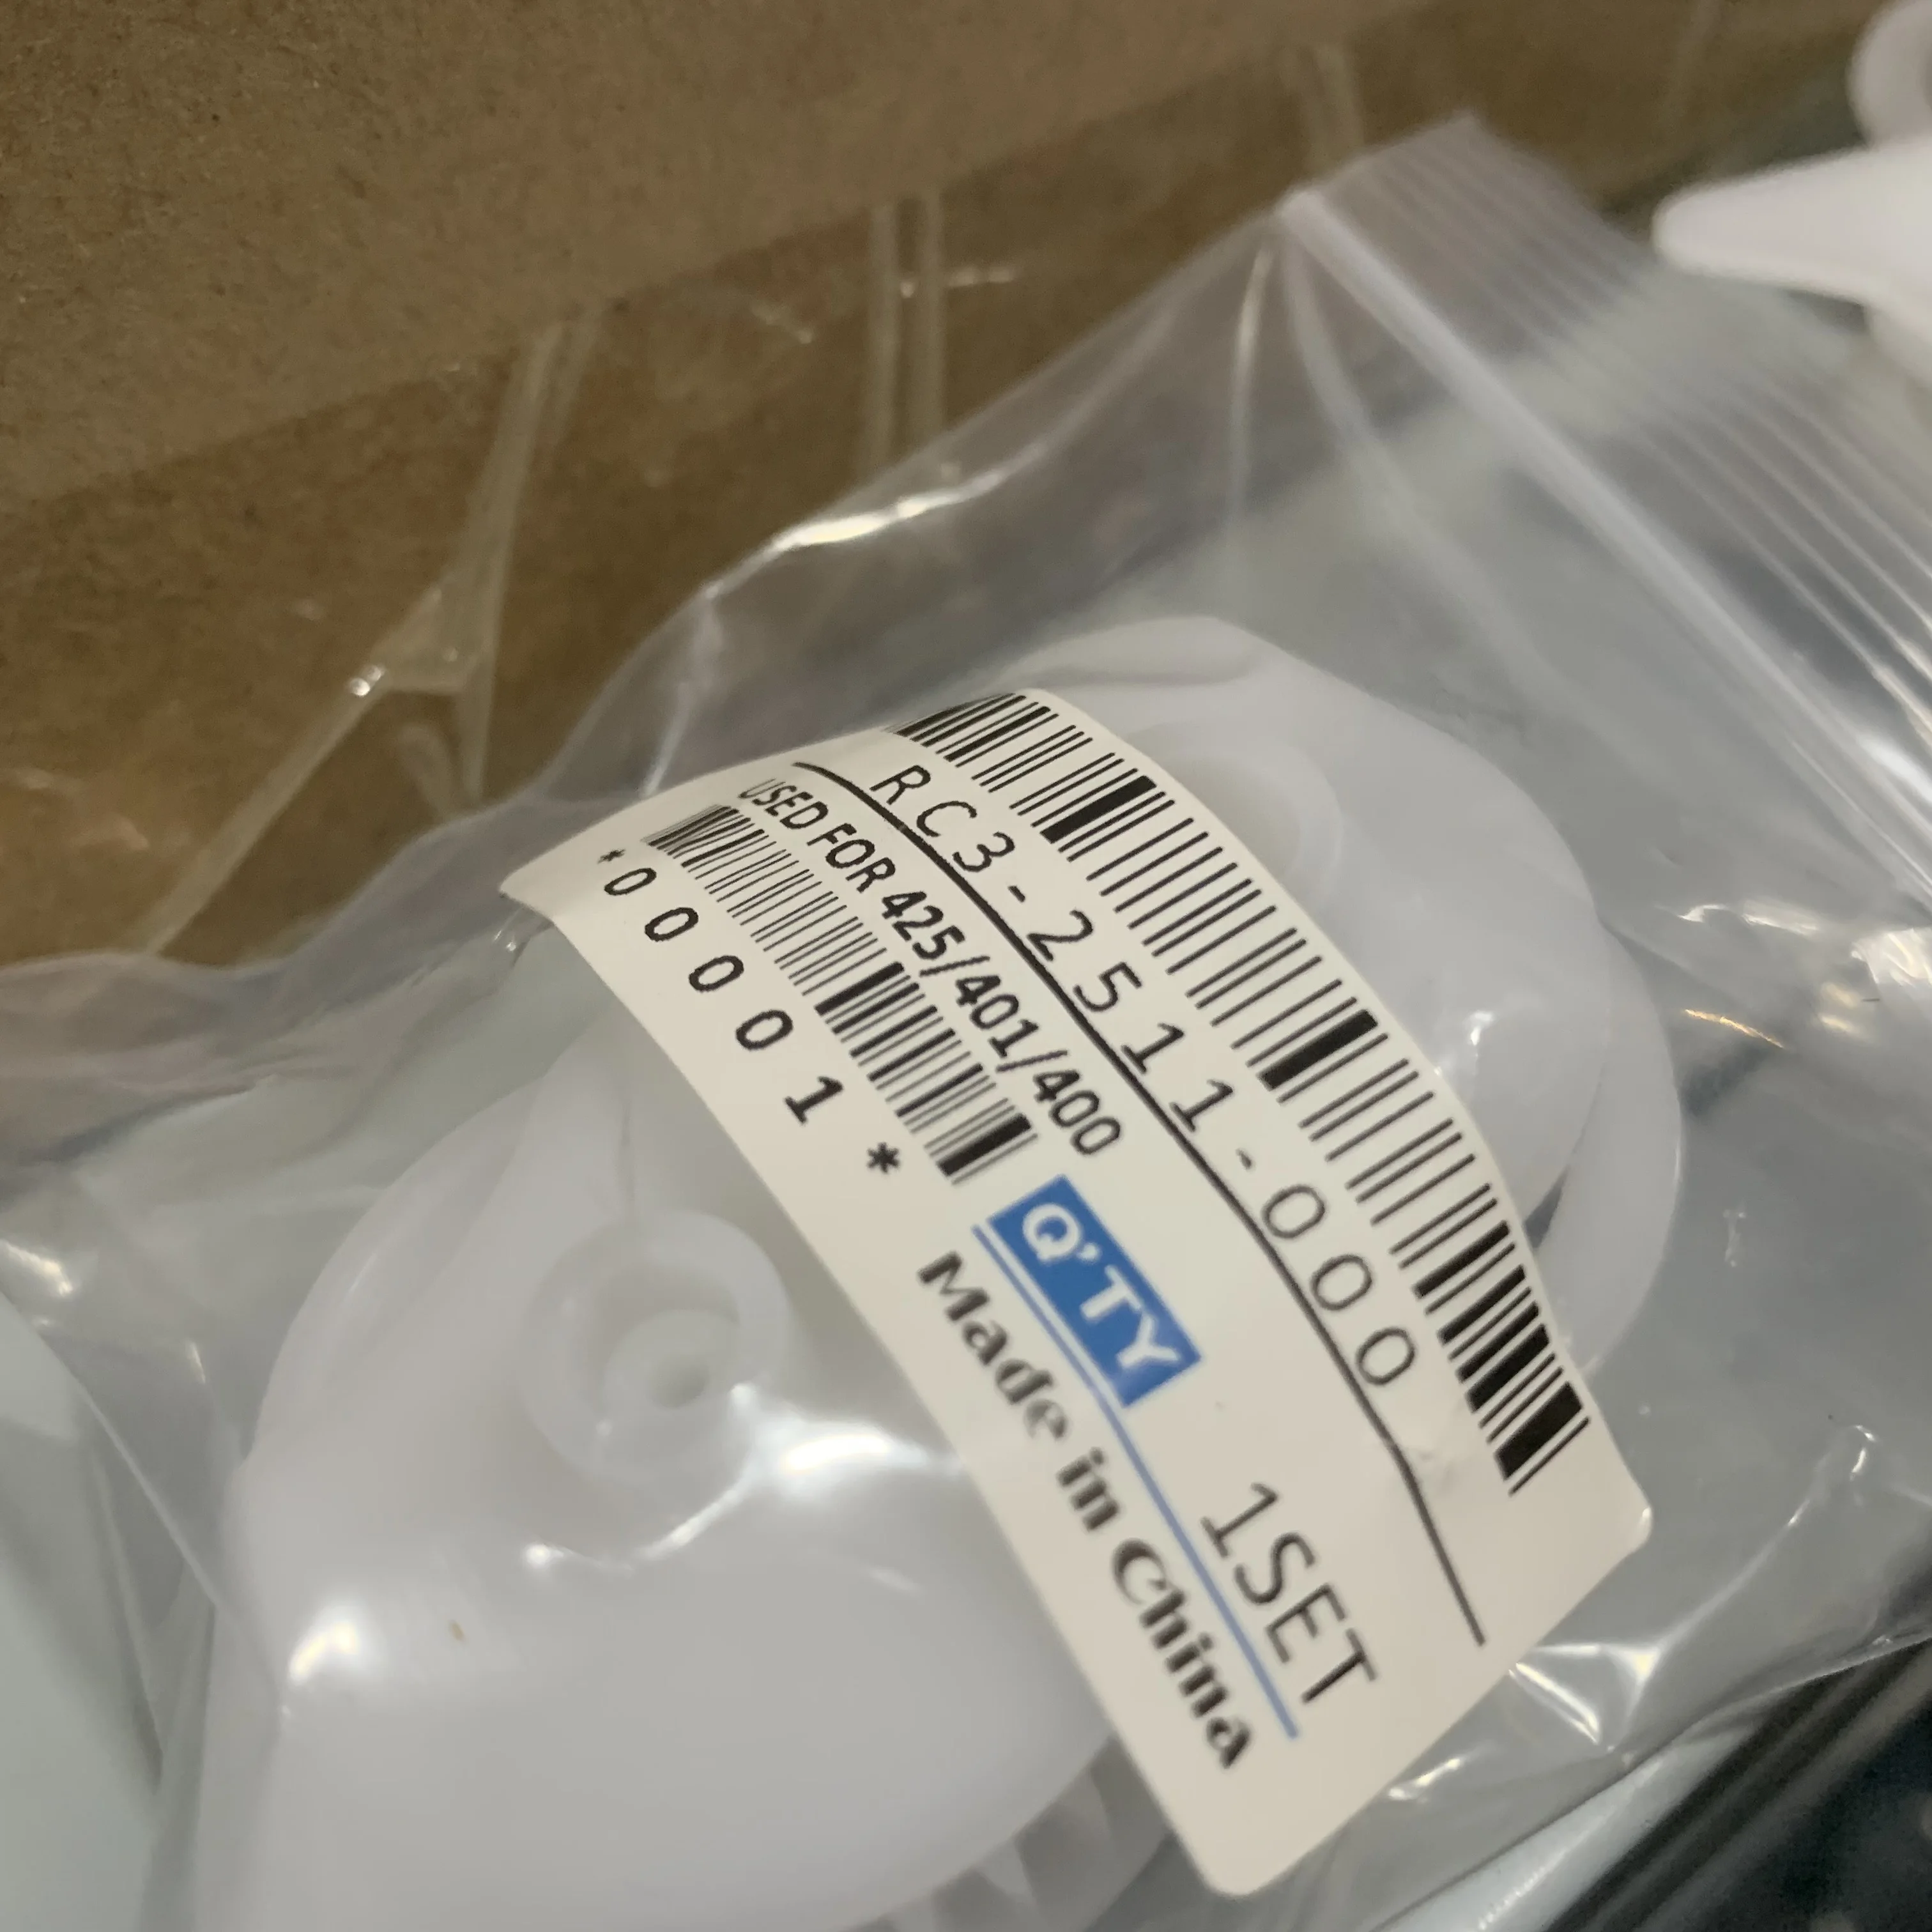 RC3-2511-000
USED FOR 425/401/400
*00001*
Q'TY 1SET
Made in China